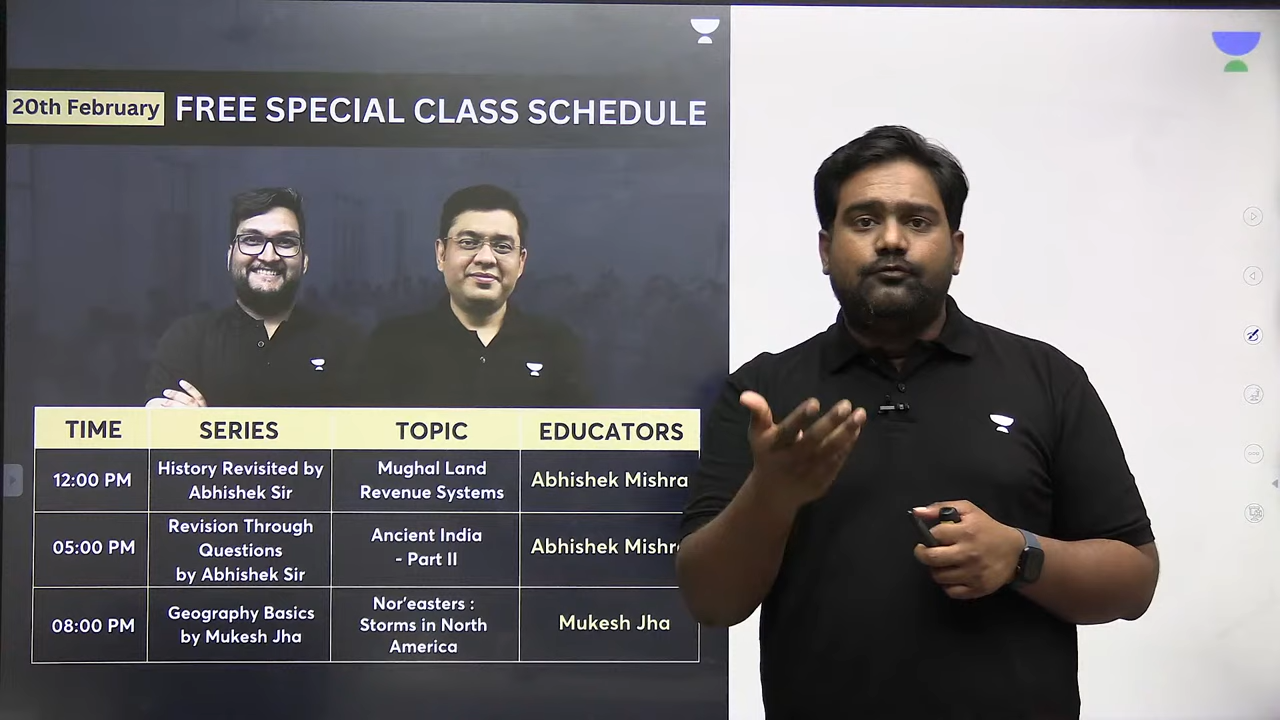 20th February FREE SPECIAL CLASS SCHEDULE
TIME SERIES TOPIC EDUCATORS
12:00 PM
History Revisited by
Abhishek Sir
Mughal Land
Revenue Systems
Abhishek Mishra
05:00 PM
Revision Through
Questions
by Abhishek Sir
Ancient India
- Part II
Abhishek Mishra
08:00 PM
Geography Basics
by Mukesh Jha
Nor'easters :
Storms in North
America
Mukesh Jha